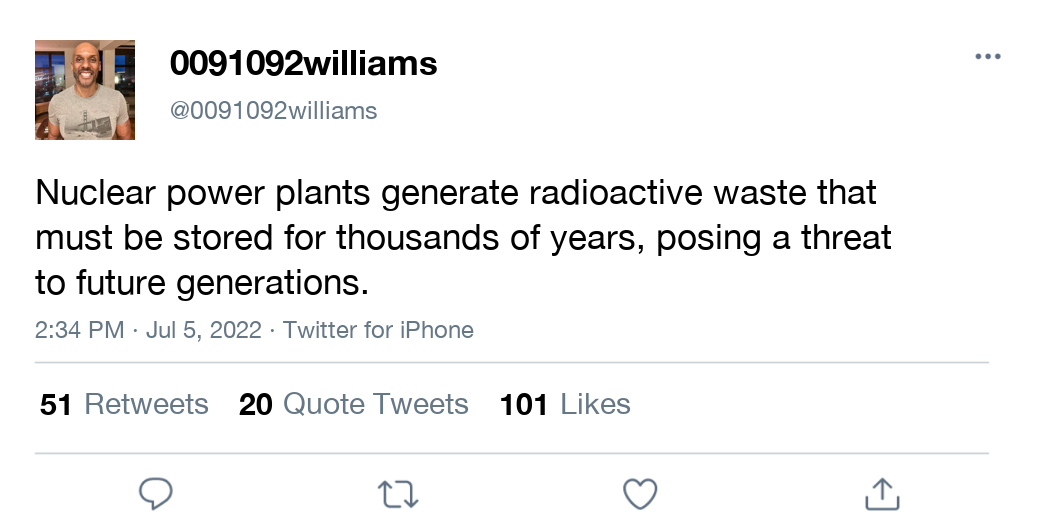 0091092williams
@0091092williams
Nuclear power plants generate radioactive waste that
must be stored for thousands of years, posing a threat
to future generations.
2:34 PM · Jul 5, 2022 · Twitter for iPhone
51 Retweets 20 Quote Tweets 101 Likes